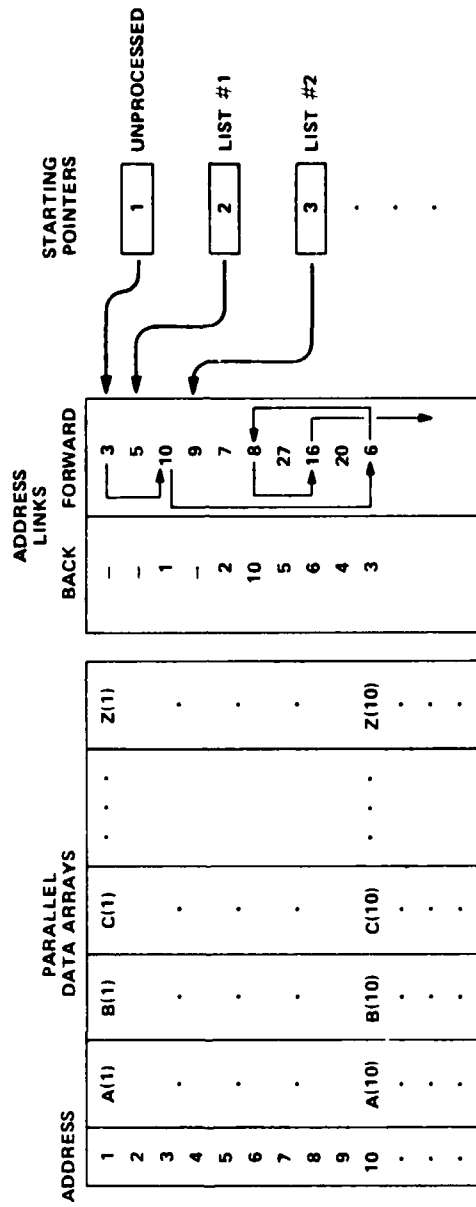 PARALLEL
DATA ARRAYS
ADDRESS
LINKS
STARTING
POINTERS
ADDRESS BACK FORWARD
1 A(1) B(1) C(1) . . . Z(1) – 3
2 – 5
3 . . . . 1 10
4 – 9
5 . . . . 2 7
6 10 8
7 . . . . 5 27
8 6 16
9 4 20
10 A(10) B(10) C(10) . . . Z(10) 3 6
. . . . .
. . . . .
. . . . .
1 UNPROCESSED
2 LIST #1
3 LIST #2
.
.
.